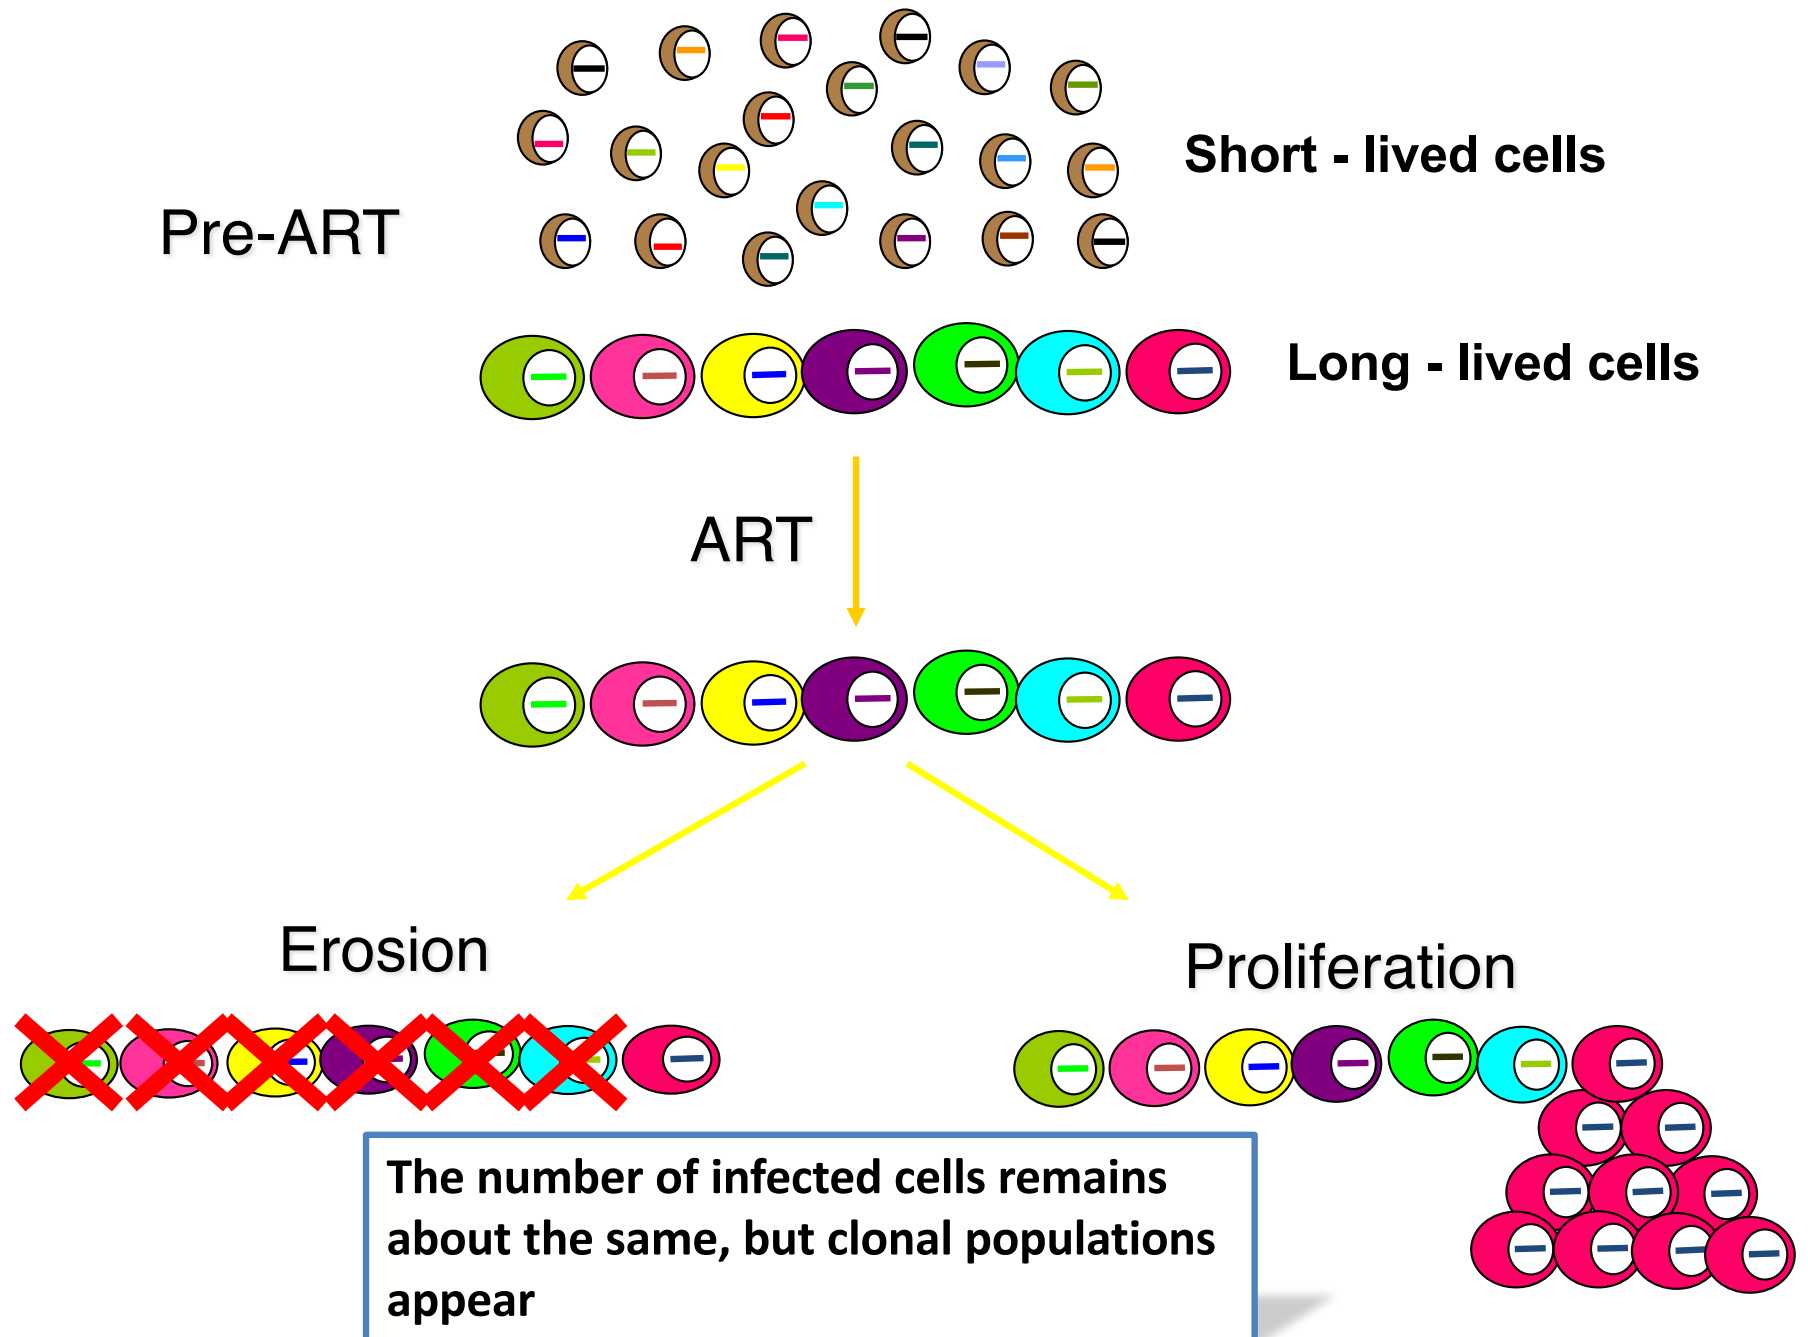 Short - lived cells
Pre-ART
Long - lived cells
ART
Erosion
Proliferation
The number of infected cells remains
about the same, but clonal populations
appear